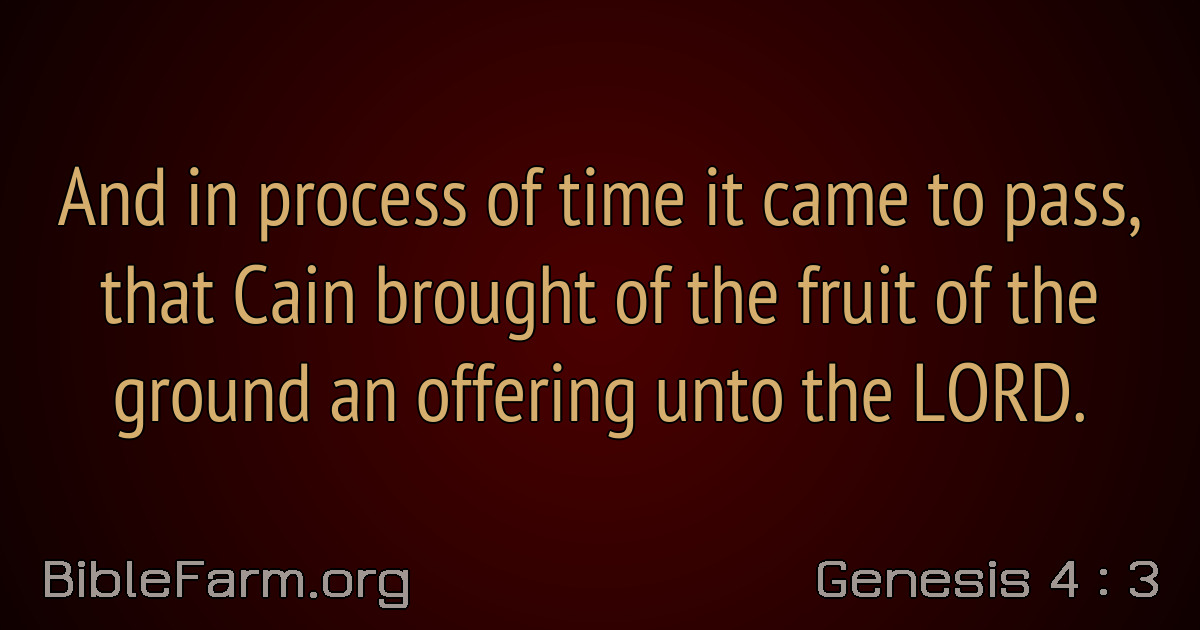 And in process of time it came to pass,
that Cain brought of the fruit of the
ground an offering unto the LORD.
BibleFarm.org
Genesis 4 : 3